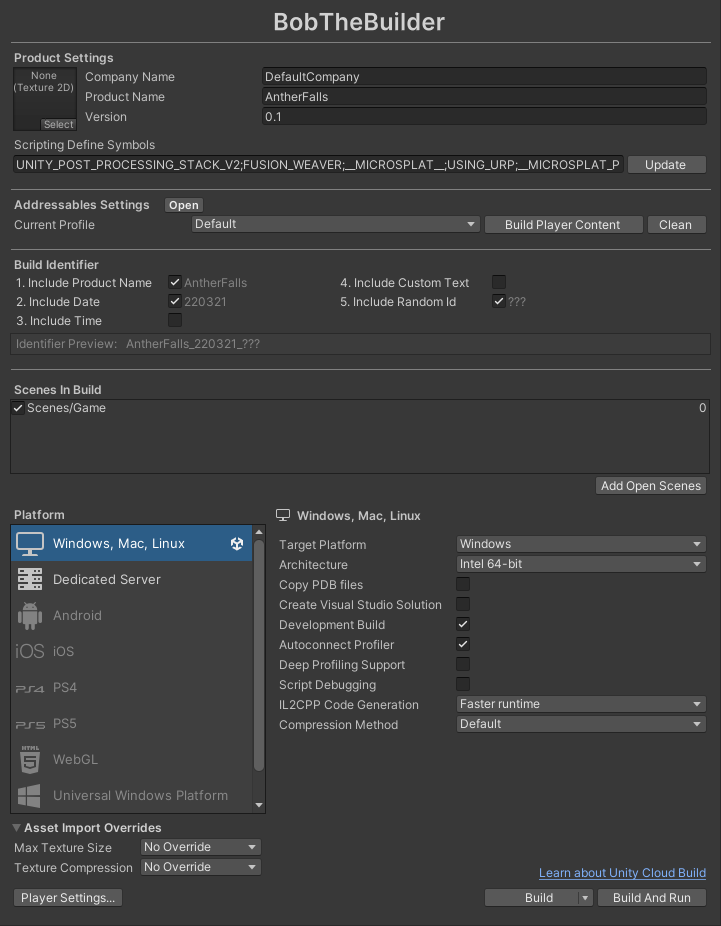 BobTheBuilder
Product Settings
None
(Texture 2D)
Select
Company Name DefaultCompany
Product Name AntherFalls
Version 0.1
Scripting Define Symbols
UNITY_POST_PROCESSING_STACK_V2;FUSION_WEAVER;__MICROSPLAT__;USING_URP;__MICROSPLAT_P Update
Addressables Settings Open
Current Profile Default Build Player Content Clean
Build Identifier
1. Include Product Name AntherFalls 4. Include Custom Text
2. Include Date 220321 5. Include Random Id ???
3. Include Time
Identifier Preview: AntherFalls_220321_???
Scenes In Build
Scenes/Game 0
Add Open Scenes
Platform
Windows, Mac, Linux
Dedicated Server
Android
iOS iOS
PS4 PS4
PS5 PS5
HTML 5 WebGL
Universal Windows Platform
Windows, Mac, Linux
Target Platform Windows
Architecture Intel 64-bit
Copy PDB files
Create Visual Studio Solution
Development Build
Autoconnect Profiler
Deep Profiling Support
Script Debugging
IL2CPP Code Generation Faster runtime
Compression Method Default
Asset Import Overrides
Max Texture Size No Override
Texture Compression No Override
Learn about Unity Cloud Build
Player Settings... Build Build And Run